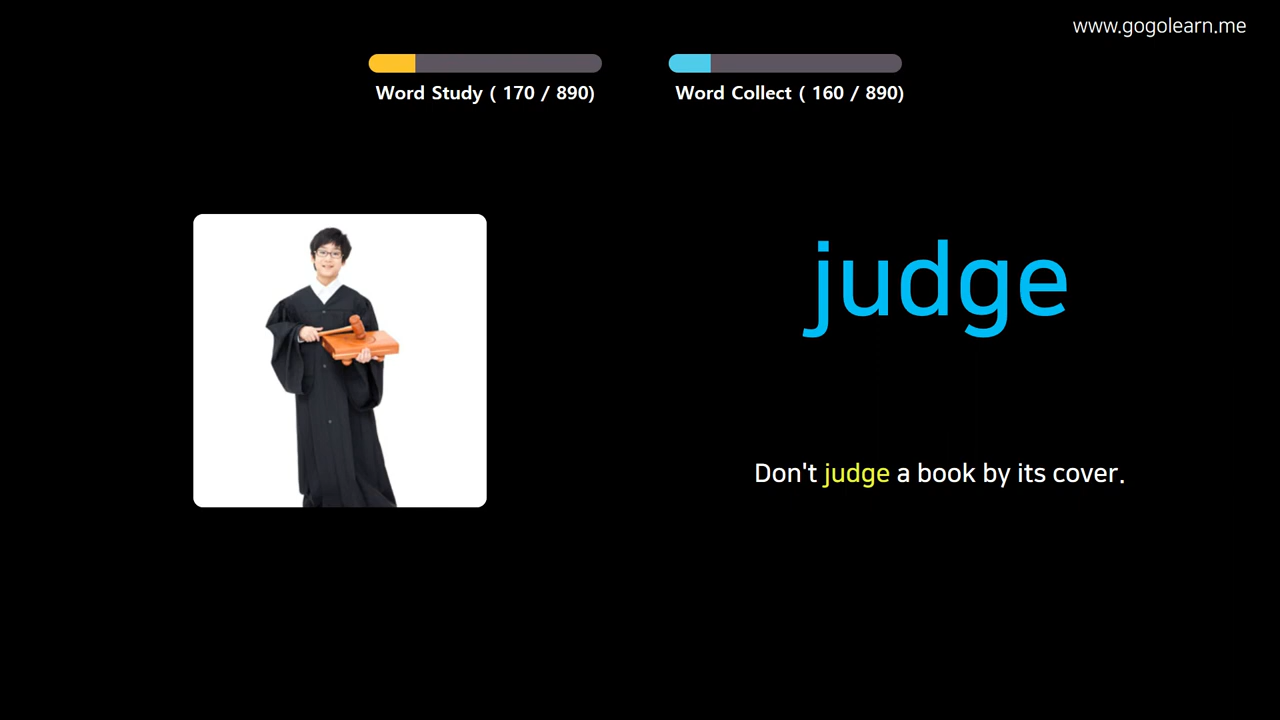 www.gogolearn.me
Word Study ( 170 / 890)
Word Collect ( 160 / 890)
judge
Don't judge a book by its cover.